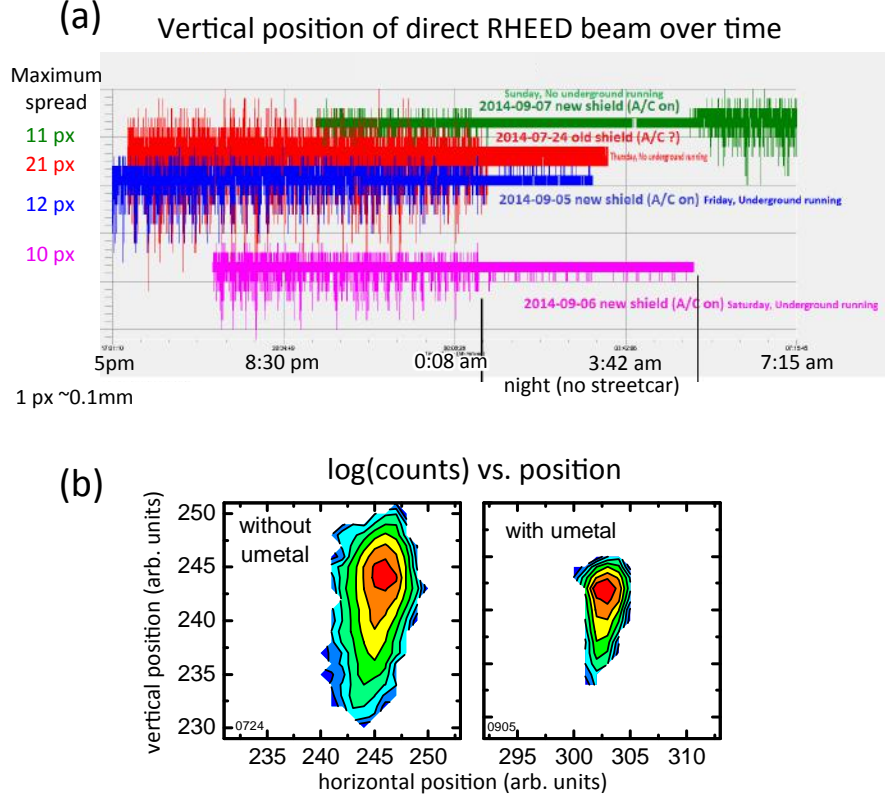 (a) Vertical position of direct RHEED beam over time
Maximum
spread
11 px
21 px
12 px
10 px
Sunday, No underground running
2014-09-07 new shield (A/C on)
2014-07-24 old shield (A/C ?)
Thursday, No underground running
2014-09-05 new shield (A/C on) Friday, Underground running
2014-09-06 new shield (A/C on) Saturday, Underground running
5pm 8:30 pm 0:08 am 3:42 am 7:15 am
night (no streetcar)
1 px ~0.1mm
(b) log(counts) vs. position
vertical position (arb. units)
250
245
240
235
230
without
umetal
0724
235 240 245 250
with umetal
0905
295 300 305 310
horizontal position (arb. units)